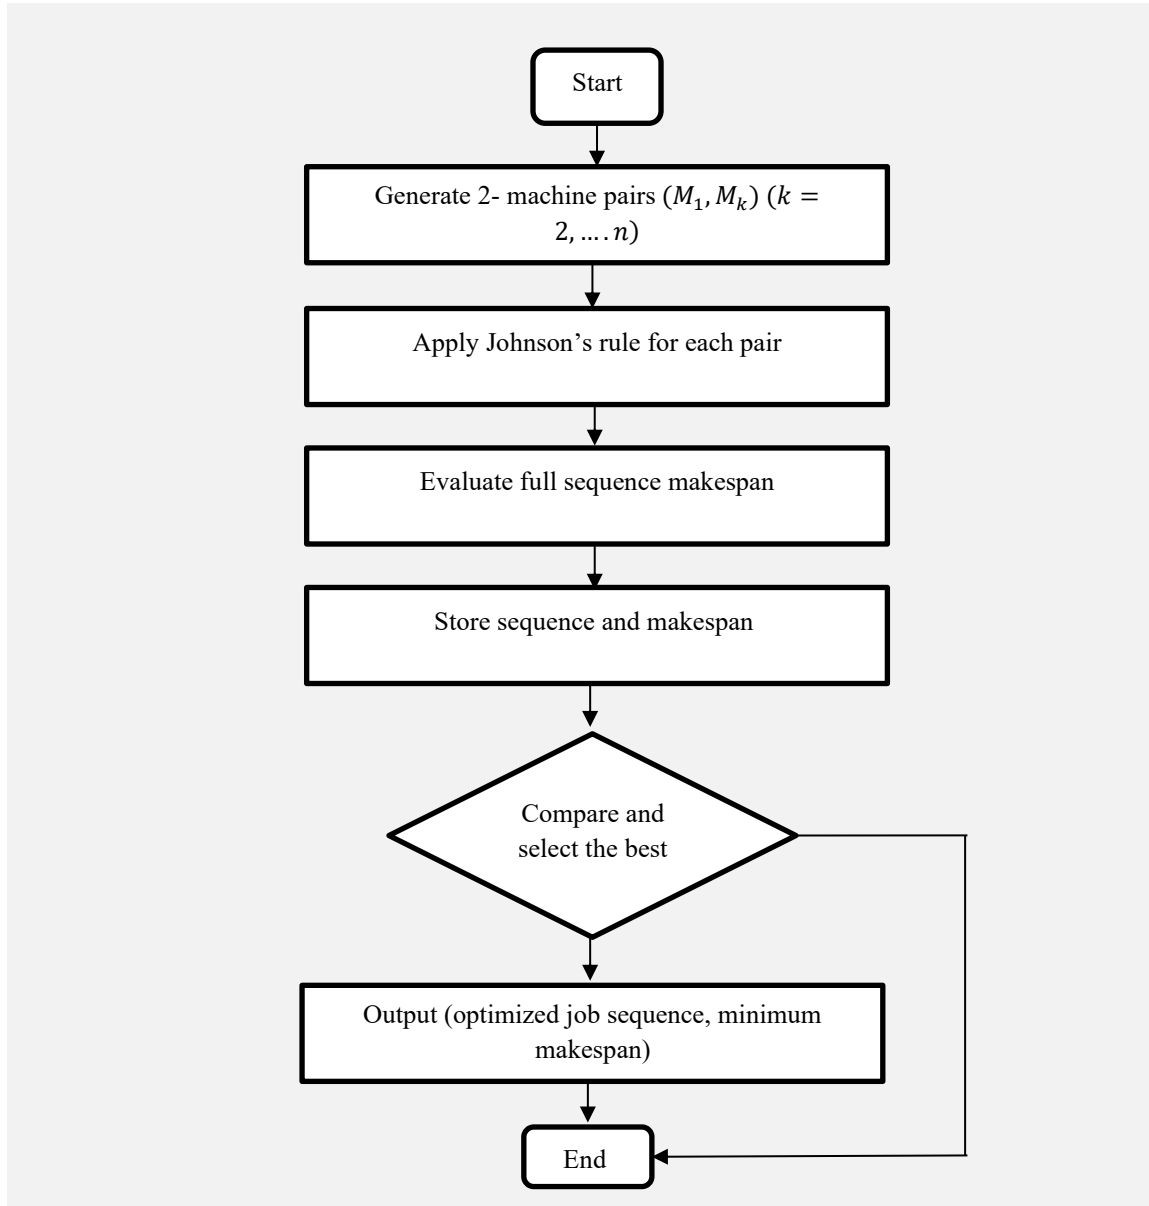 Start
Generate 2- machine pairs (𝑀₁, 𝑀ₖ) (𝑘 =
2, … . 𝑛)
Apply Johnson’s rule for each pair
Evaluate full sequence makespan
Store sequence and makespan
Compare and
select the best
Output (optimized job sequence, minimum
makespan)
End